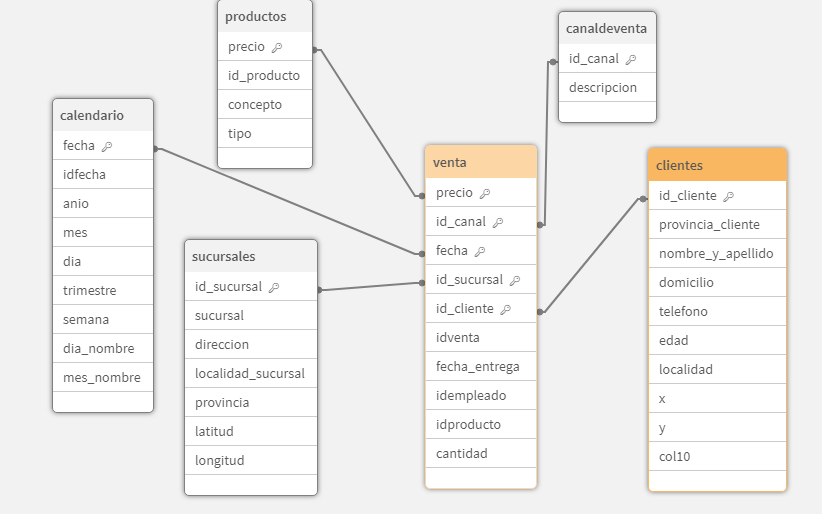 productos
precio
id_producto
concepto
tipo
canaldeventa
id_canal
descripcion
calendario
fecha
idfecha
anio
mes
dia
trimestre
semana
dia_nombre
mes_nombre
venta
precio
id_canal
fecha
id_sucursal
id_cliente
idventa
fecha_entrega
idempleado
idproducto
cantidad
clientes
id_cliente
provincia_cliente
nombre_y_apellido
domicilio
telefono
edad
localidad
x
y
col10
sucursales
id_sucursal
sucursal
direccion
localidad_sucursal
provincia
latitud
longitud